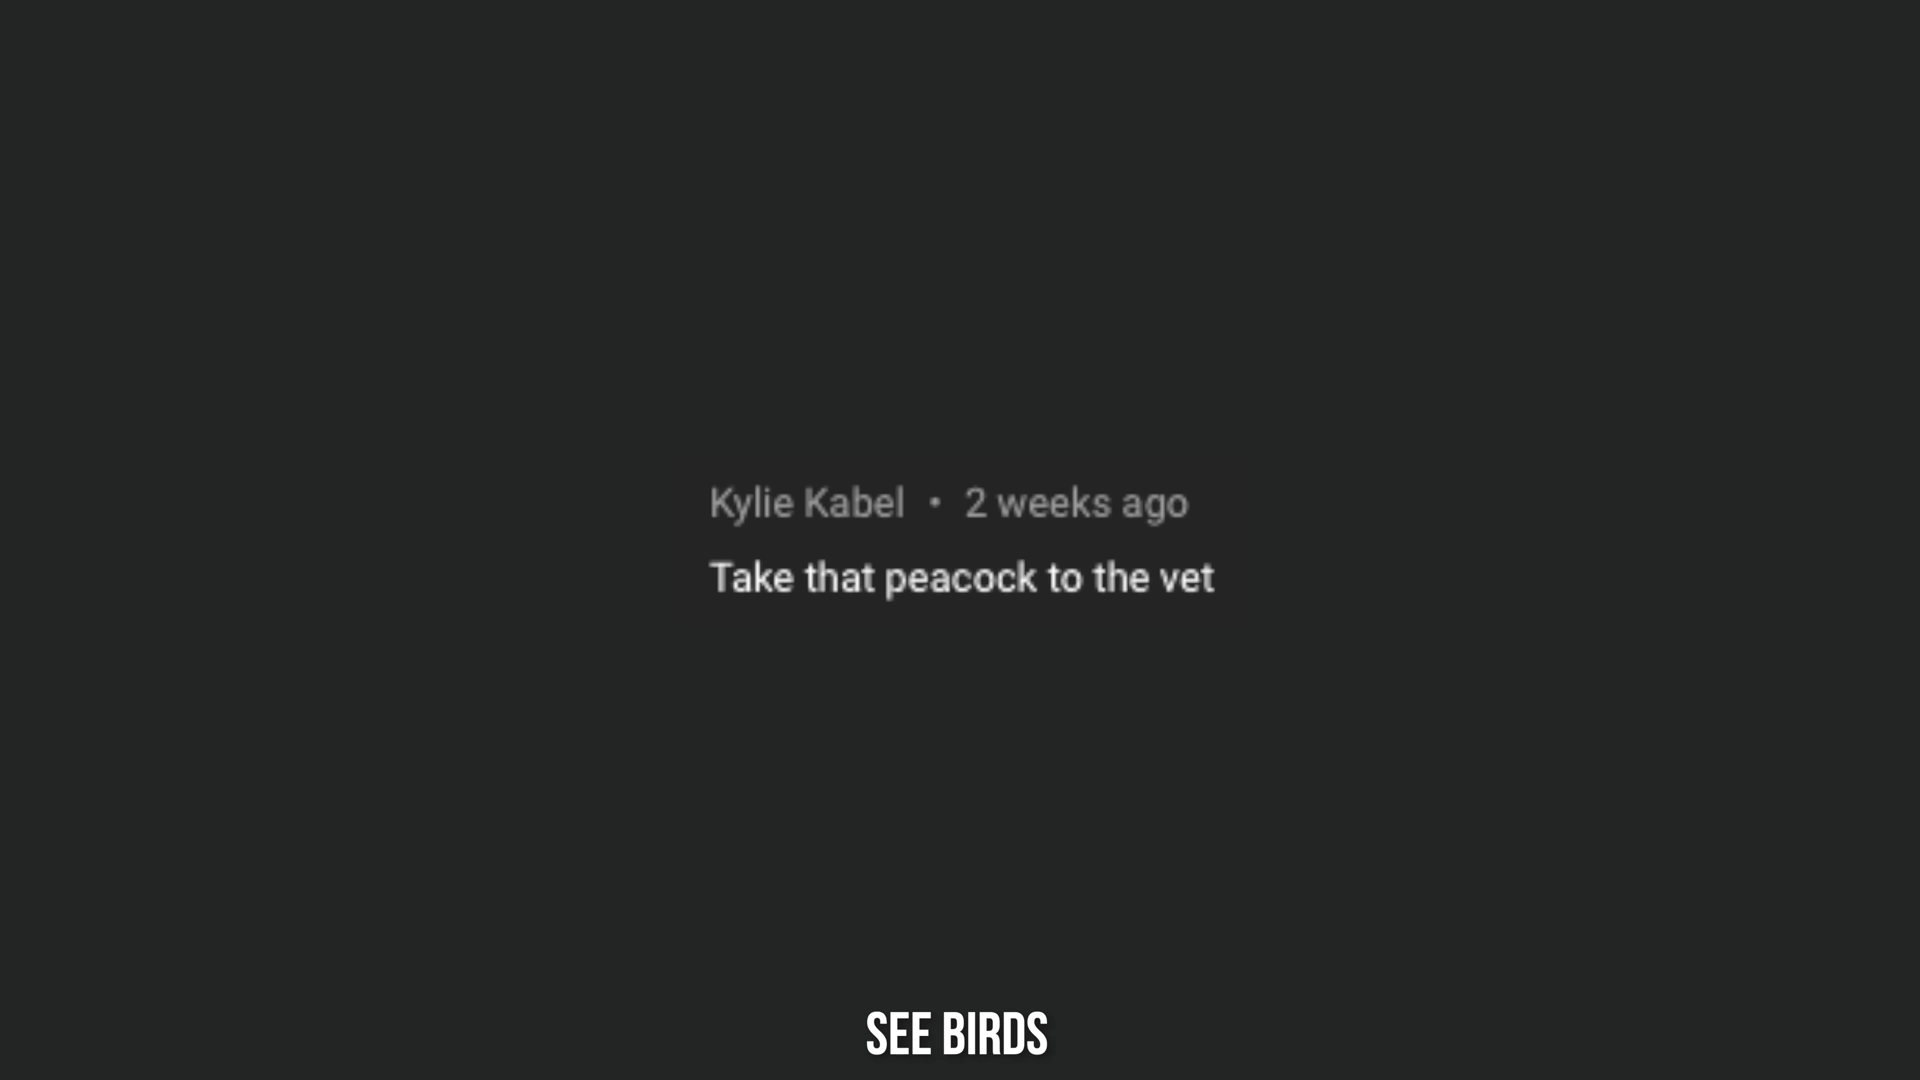 Kylie Kabel • 2 weeks ago
Take that peacock to the vet
SEE BIRDS